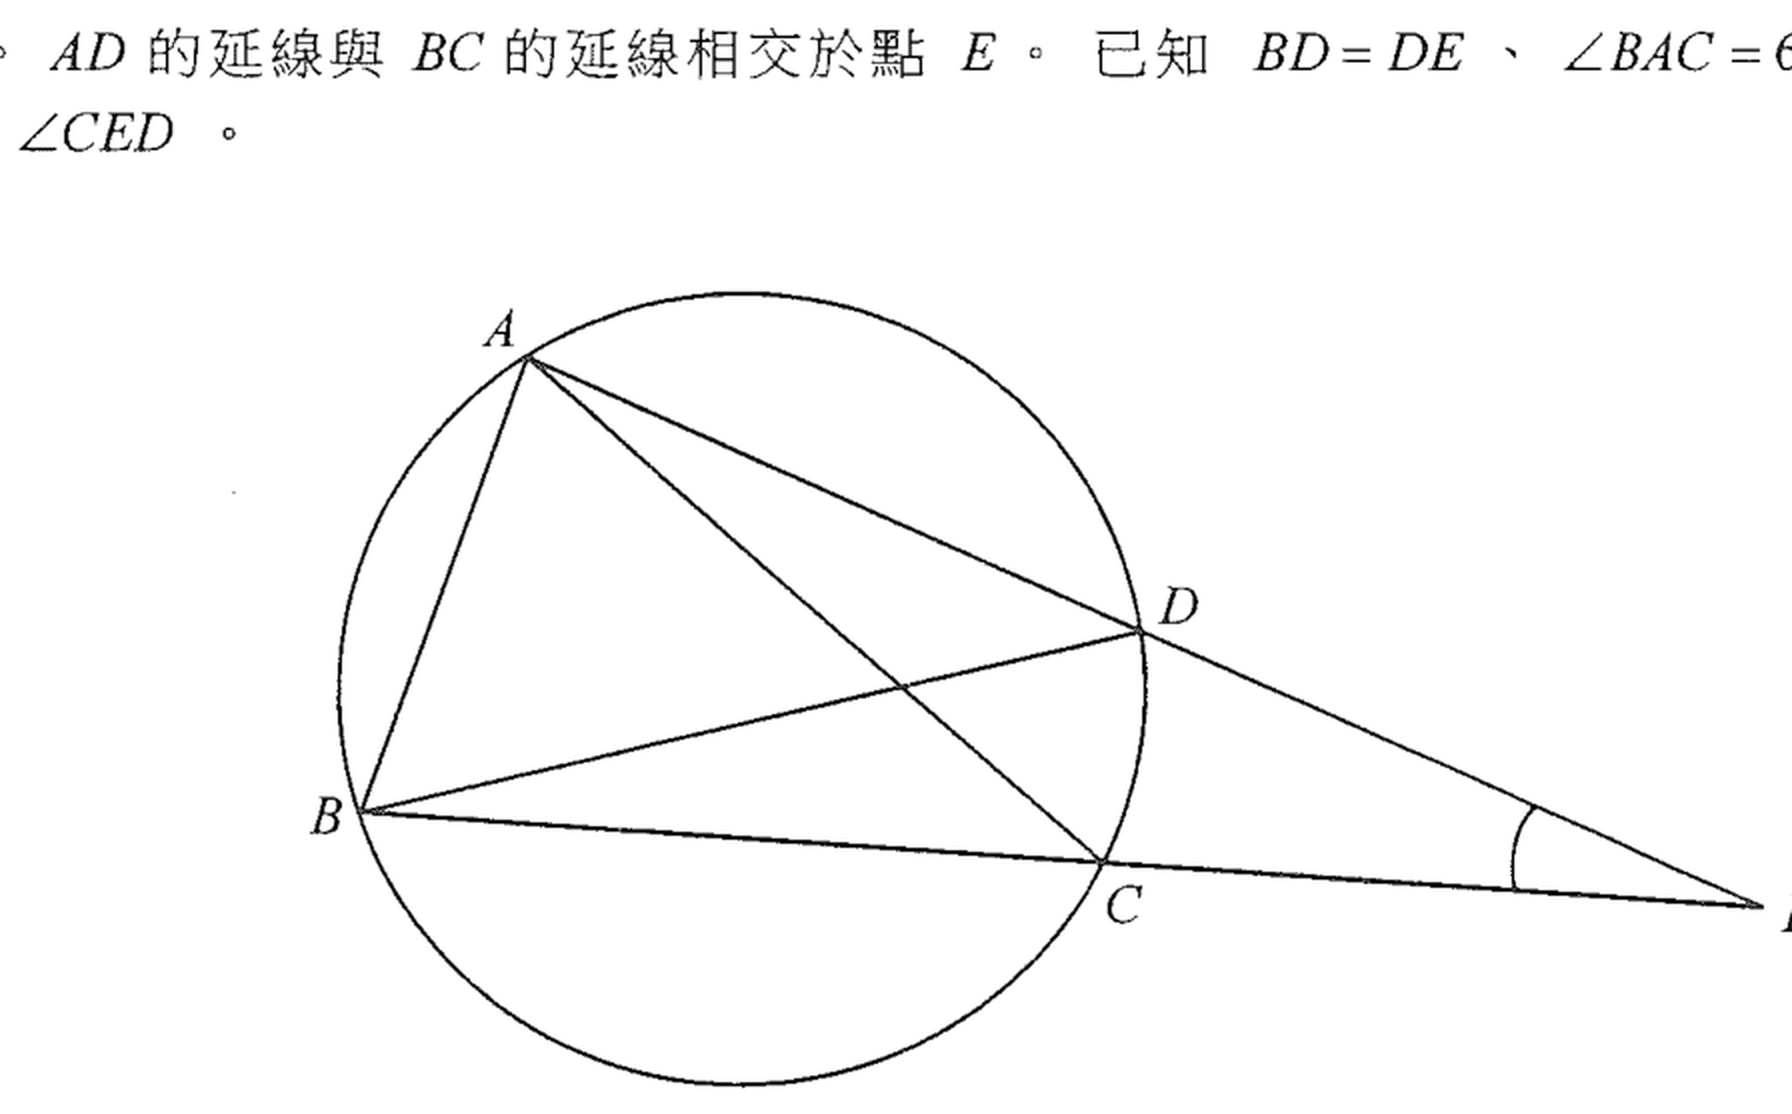 。 AD 的延線與 BC 的延線相交於點 E。 已知 BD = DE 、 ∠BAC = 6
∠CED 。
A
D
B
C